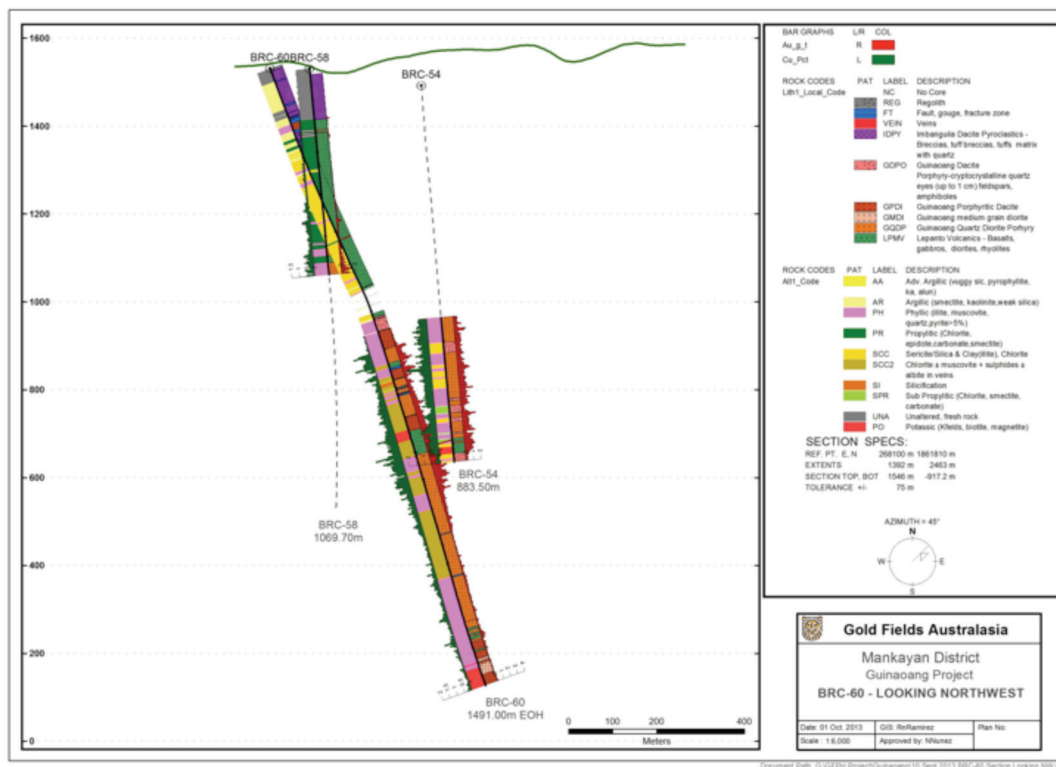 1600
1400
1200
1000
800
600
400
200
0
BRC-60
BRC-58
BRC-54
BRC-54
883.50m
BRC-58
1069.70m
BRC-60
1491.00m EOH
0 200 400
Meters
BAR GRAPHS L/R COL
Au_g_t R
Cu_Pct L
ROCK CODES PAT LABEL DESCRIPTION
Lith1_Local_Code NC No Core
REG Regolith
FT Fault, gouge, fracture zone
VEIN Veins
IDPY Imbanguila Dacite Pyroclastics -
Breccias, tuff breccias, tuffs matrix
with quartz
GDPO Guinaoang Dacite
Porphyry-cryptocrystalline quartz
eyes (up to 1 cm) feldspars,
amphiboles
GPDI Guinaoang Porphyritic Dacite
GMDI Guinaoang medium grain diorite
GQDP Guinaoang Quartz Diorite Porhyry
LPMV Lepanto Volcanics - Basalts,
gabbros, diorites, rhyolites
ROCK CODES PAT LABEL DESCRIPTION
Alt1_Code AA Adv. Argillic (vuggy slc, pyrophyllite,
ka, alun)
AR Argillic (smectite, kaolinite,weak silica)
PH Phyllic (illite, muscovite,
quartz,pyrite>5%)
PR Propylitic (Chlorite,
epidote,carbonate,smectite)
SCC Sericite/Silica & Clay(illite), Chlorite
SCC2 Chlorite ± muscovite + sulphides ±
albite in veins
SI Silicification
SPR Sub Propylitic (Chlorite, smectite,
carbonate)
UNA Unaltered, fresh rock
PO Potassic (Kfelds, biotite, magnetite)
SECTION SPECS:
REF. PT. E, N 268100 m 1861810 m
EXTENTS 1392 m 2463 m
SECTION TOP, BOT 1546 m -917.2 m
TOLERANCE +/- 75 m
AZIMUTH = 45°
N
W E
S
Gold Fields Australasia
Mankayan District
Guinaoang Project
BRC-60 - LOOKING NORTHWEST
Date: 01 Oct. 2013 GIS: RnRamirez Plan No:
Scale : 1:6,000 Approved by: NNunez